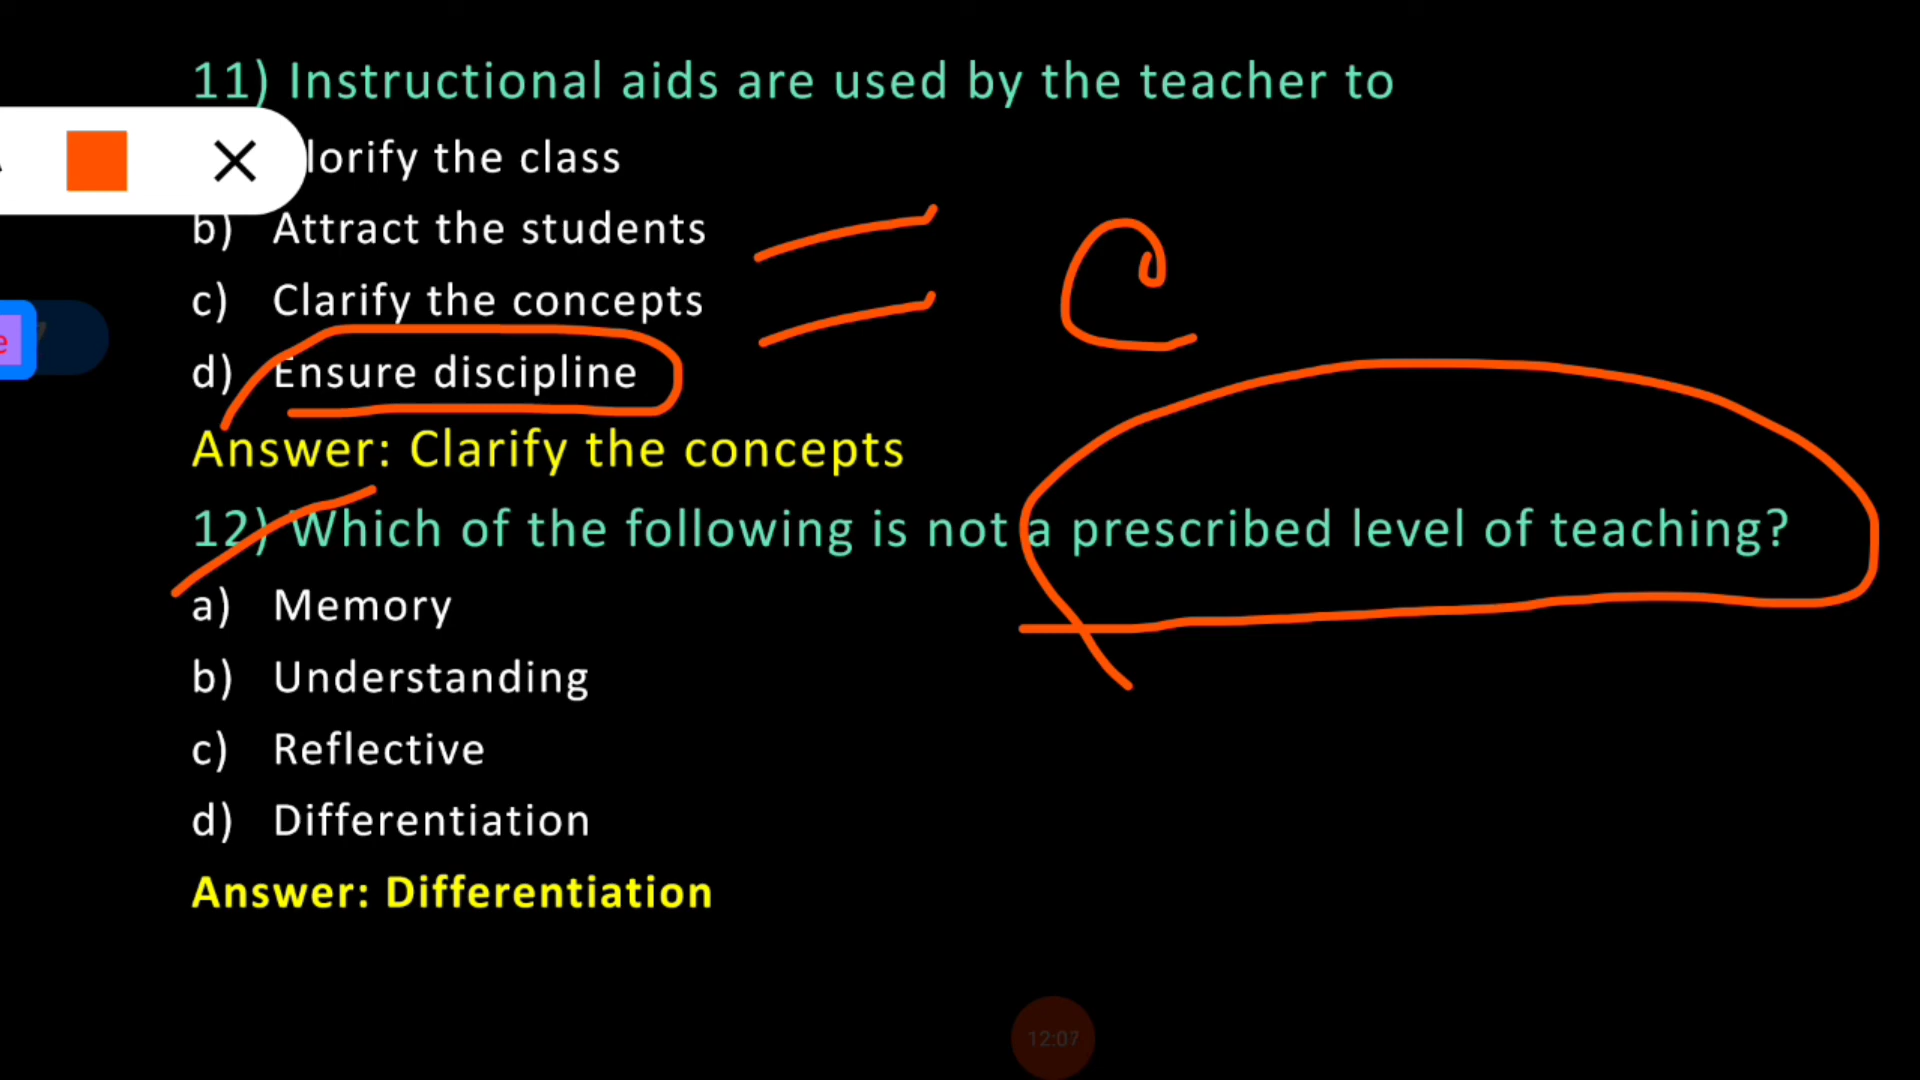 11) Instructional aids are used by the teacher to
lorify the class
b) Attract the students
c) Clarify the concepts
d) Ensure discipline
Answer: Clarify the concepts
12) Which of the following is not a prescribed level of teaching?
a) Memory
b) Understanding
c) Reflective
d) Differentiation
Answer: Differentiation
C
e
12:07